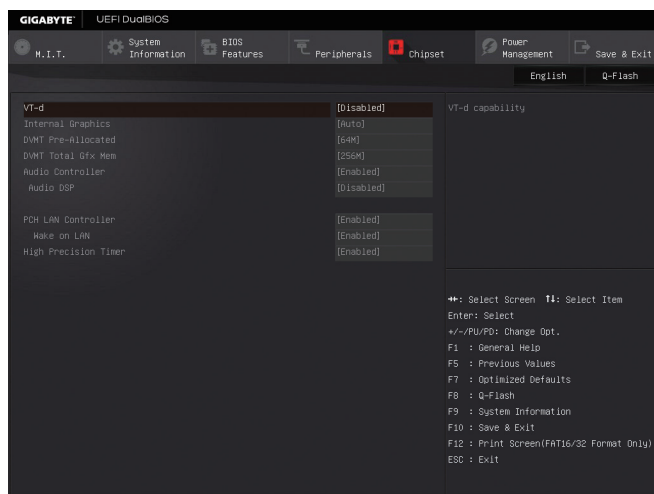 GIGABYTE™ UEFI DualBIOS
M.I.T. System Information BIOS Features Peripherals Chipset Power Management Save & Exit
English Q-Flash
VT-d [Disabled] VT-d capability
Internal Graphics [Auto]
DVMT Pre-Allocated [64M]
DVMT Total Gfx Mem [256M]
Audio Controller [Enabled]
Audio DSP [Disabled]
PCH LAN Controller [Enabled]
Wake on LAN [Enabled]
High Precision Timer [Enabled]
→←: Select Screen ↑↓: Select Item
Enter: Select
+/-/PU/PD: Change Opt.
F1 : General Help
F5 : Previous Values
F7 : Optimized Defaults
F8 : Q-Flash
F9 : System Information
F10 : Save & Exit
F12 : Print Screen(FAT16/32 Format Only)
ESC : Exit